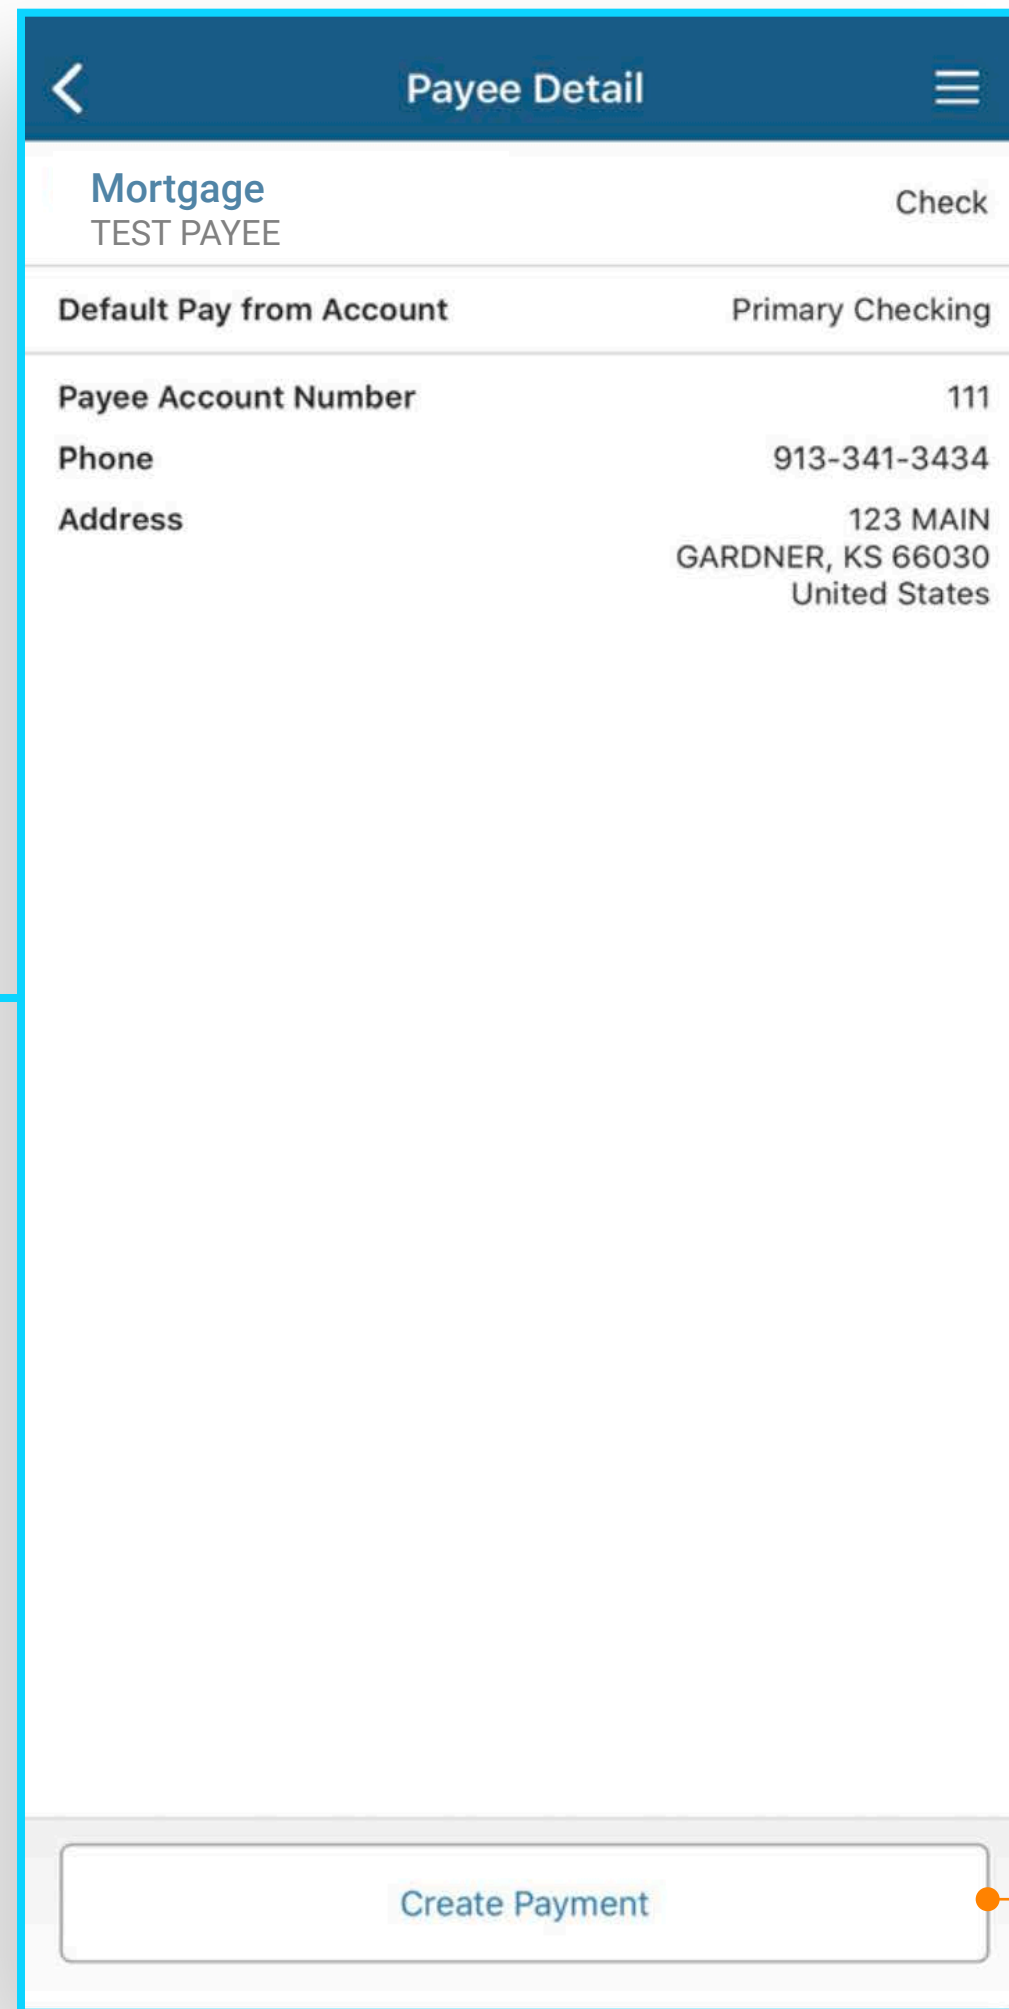 Payee Detail
Mortgage
TEST PAYEE
Check
Default Pay from Account Primary Checking
Payee Account Number 111
Phone 913-341-3434
Address 123 MAIN
GARDNER, KS 66030
United States
Create Payment